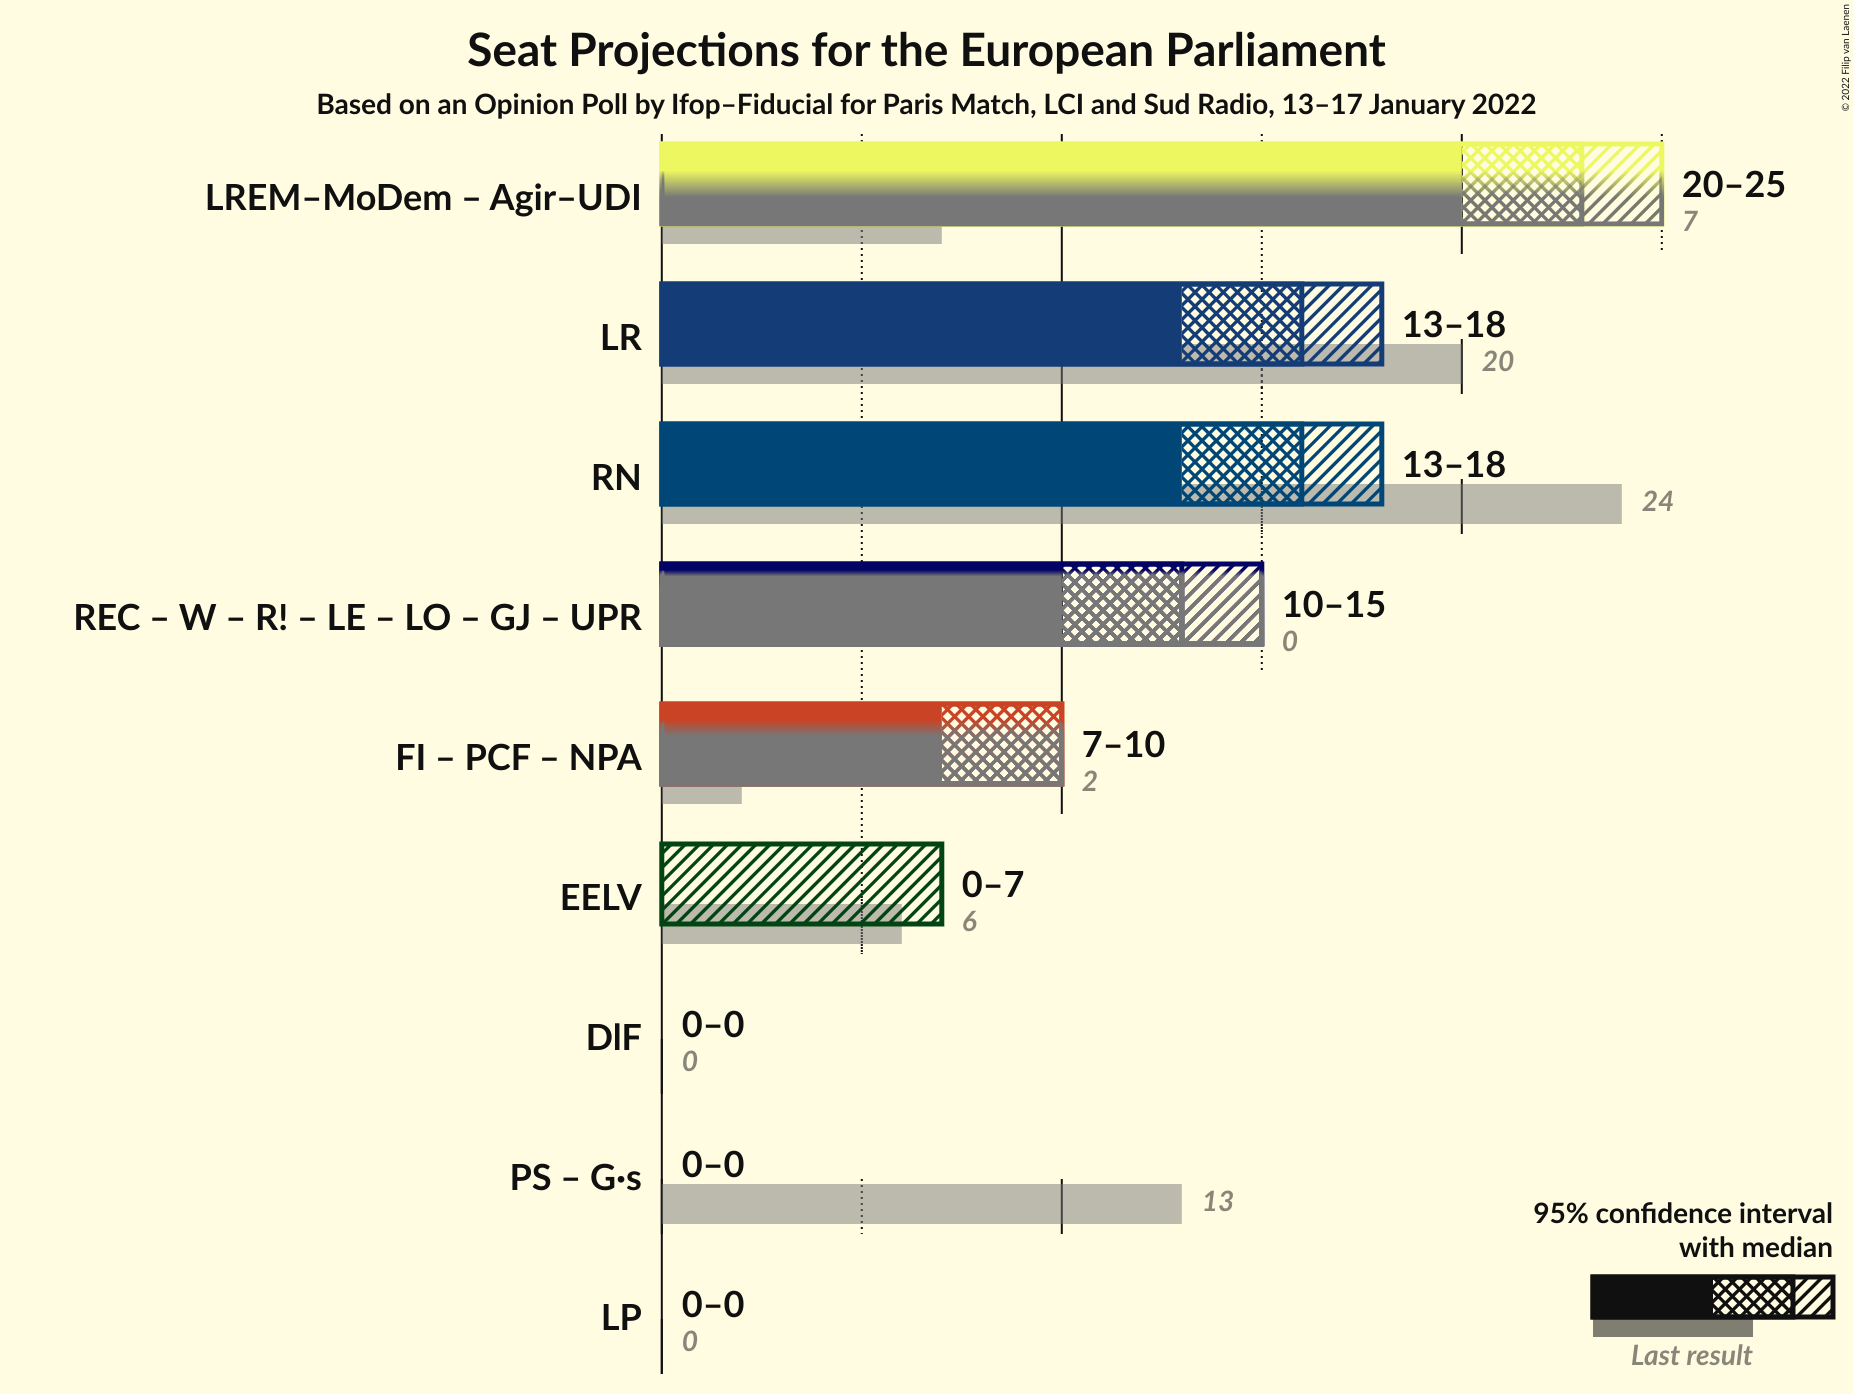 Seat Projections for the European Parliament
Based on an Opinion Poll by Ifop–Fiducial for Paris Match, LCI and Sud Radio, 13–17 January 2022
© 2022 Filip van Laenen
LREM–MoDem – Agir–UDI
20–25
7
LR
13–18
20
RN
13–18
24
REC – W – R! – LE – LO – GJ – UPR
10–15
0
FI – PCF – NPA
7–10
2
EELV
0–7
6
DlF
0–0
0
PS – G·s
0–0
13
LP
0–0
0
95% confidence interval
with median
Last result